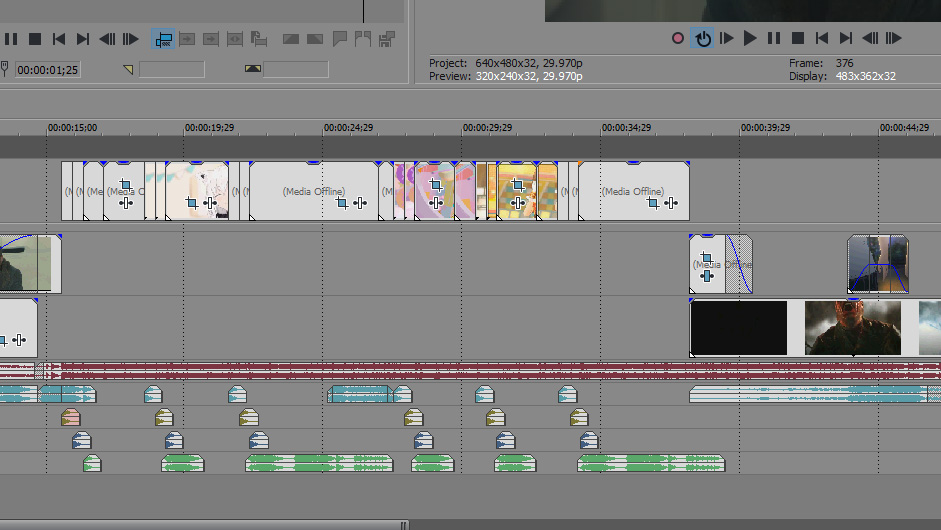 Project: 640x480x32, 29.970p
Frame: 376
Preview: 320x240x32, 29.970p
Display: 483x362x32
00:00:01;25
00:00:15;00
00:00:19;29
00:00:24;29
00:00:29;29
00:00:34;29
00:00:39;29
00:00:44;29
(M
(M
(Me
(Media O
(M
(Media Offline)
(M
(M
(Media Offline)
(Media Offline